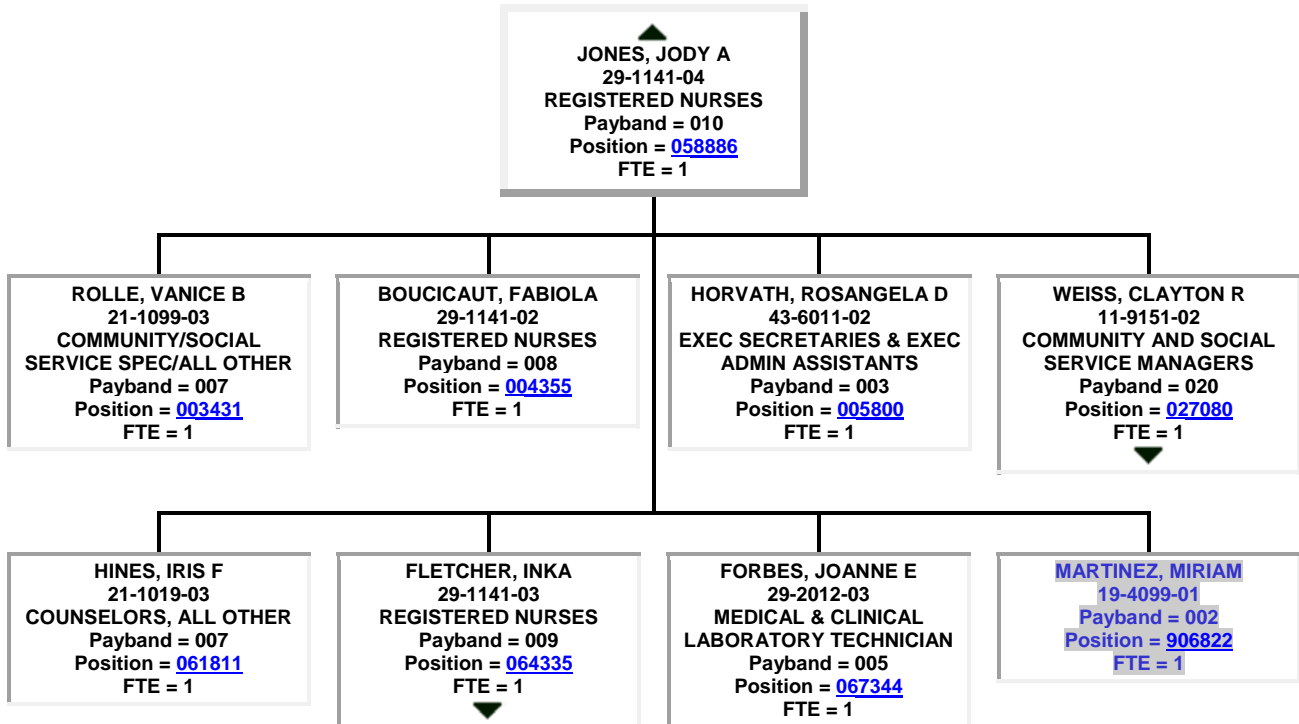 JONES, JODY A
29-1141-04
REGISTERED NURSES
Payband = 010
Position = 058886
FTE = 1
ROLLE, VANICE B
21-1099-03
COMMUNITY/SOCIAL
SERVICE SPEC/ALL OTHER
Payband = 007
Position = 003431
FTE = 1
BOUCICAUT, FABIOLA
29-1141-02
REGISTERED NURSES
Payband = 008
Position = 004355
FTE = 1
HORVATH, ROSANGELA D
43-6011-02
EXEC SECRETARIES & EXEC
ADMIN ASSISTANTS
Payband = 003
Position = 005800
FTE = 1
WEISS, CLAYTON R
11-9151-02
COMMUNITY AND SOCIAL
SERVICE MANAGERS
Payband = 020
Position = 027080
FTE = 1
HINES, IRIS F
21-1019-03
COUNSELORS, ALL OTHER
Payband = 007
Position = 061811
FTE = 1
FLETCHER, INKA
29-1141-03
REGISTERED NURSES
Payband = 009
Position = 064335
FTE = 1
FORBES, JOANNE E
29-2012-03
MEDICAL & CLINICAL
LABORATORY TECHNICIAN
Payband = 005
Position = 067344
FTE = 1
MARTINEZ, MIRIAM
19-4099-01
Payband = 002
Position = 906822
FTE = 1